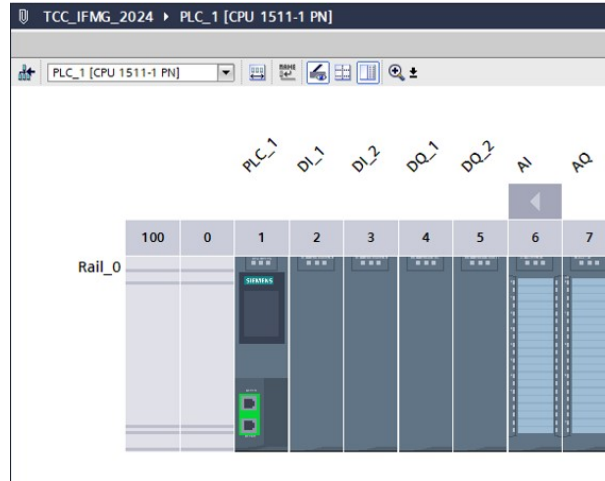 TCC_IFMG_2024 ▸ PLC_1 [CPU 1511-1 PN]
PLC_1 [CPU 1511-1 PN]
PLC_1 DI_1 DI_2 DQ_1 DQ_2 AI AQ
100 0 1 2 3 4 5 6 7
Rail_0
SIEMENS